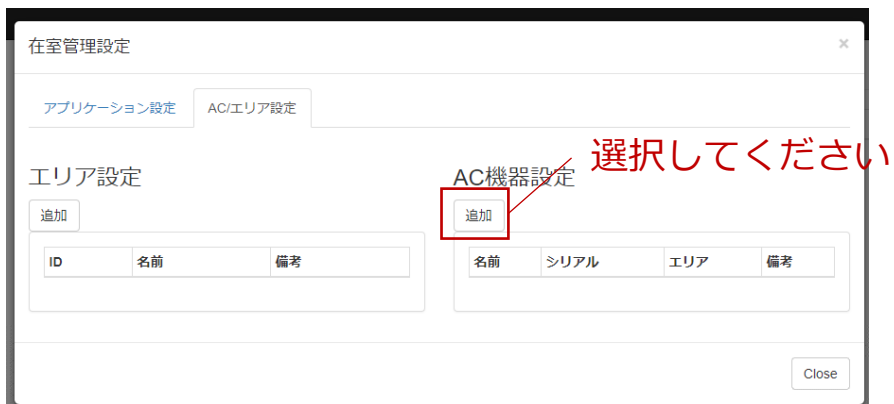 在室管理設定 ×
アプリケーション設定 AC/エリア設定
選択してください
エリア設定 AC機器設定
追加 追加
ID 名前 備考 名前 シリアル エリア 備考
Close